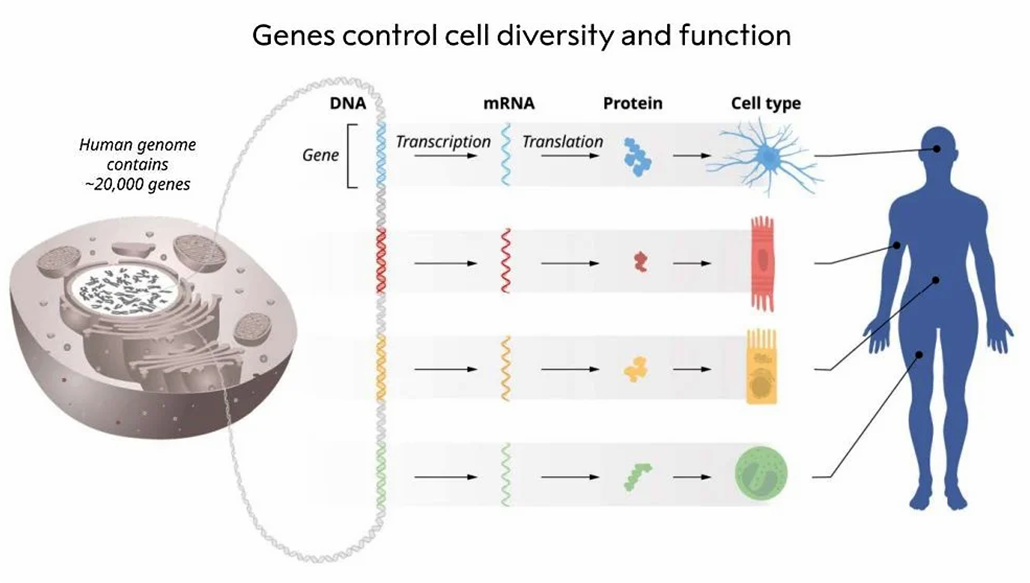 Genes control cell diversity and function
Human genome
contains
~20,000 genes
DNA
mRNA
Protein
Cell type
Gene
Transcription
Translation